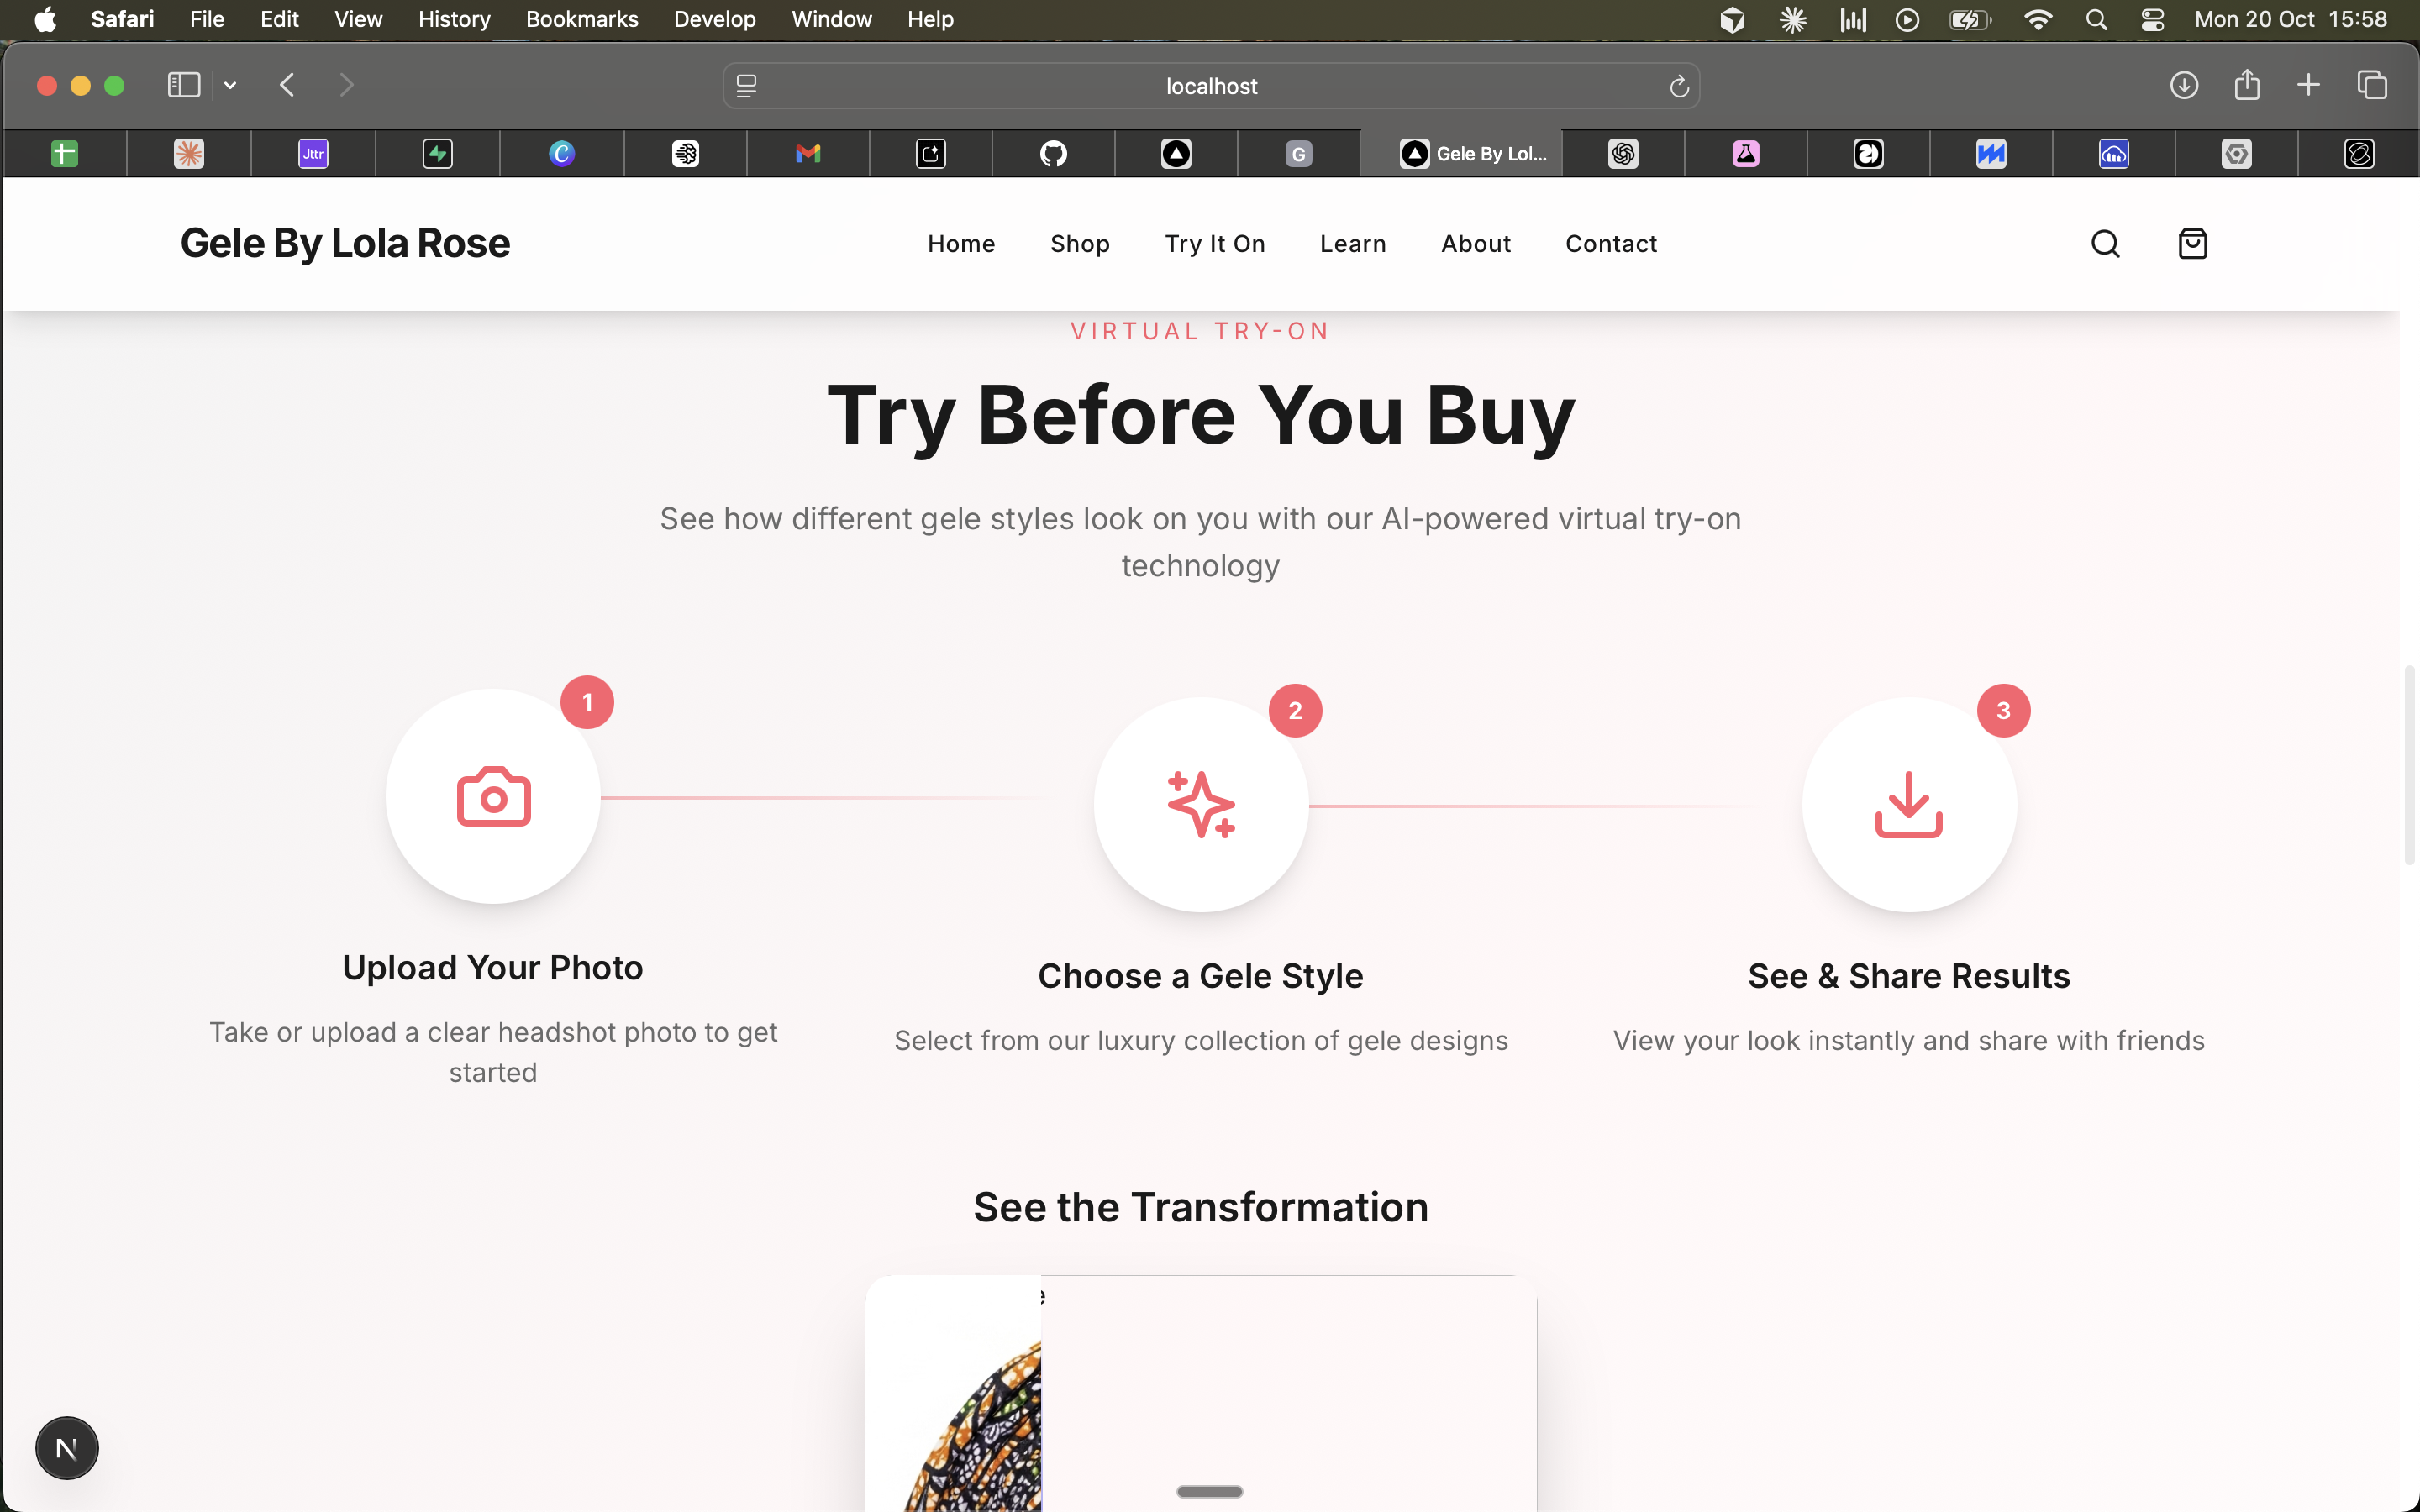 Safari File Edit View History Bookmarks Develop Window Help Mon 20 Oct 15:58
localhost
Jttr G Gele By Lol...
Gele By Lola Rose
Home Shop Try It On Learn About Contact
VIRTUAL TRY-ON
Try Before You Buy
See how different gele styles look on you with our AI-powered virtual try-on
technology
1
2
3
Upload Your Photo
Take or upload a clear headshot photo to get
started
Choose a Gele Style
Select from our luxury collection of gele designs
See & Share Results
View your look instantly and share with friends
See the Transformation
e
N